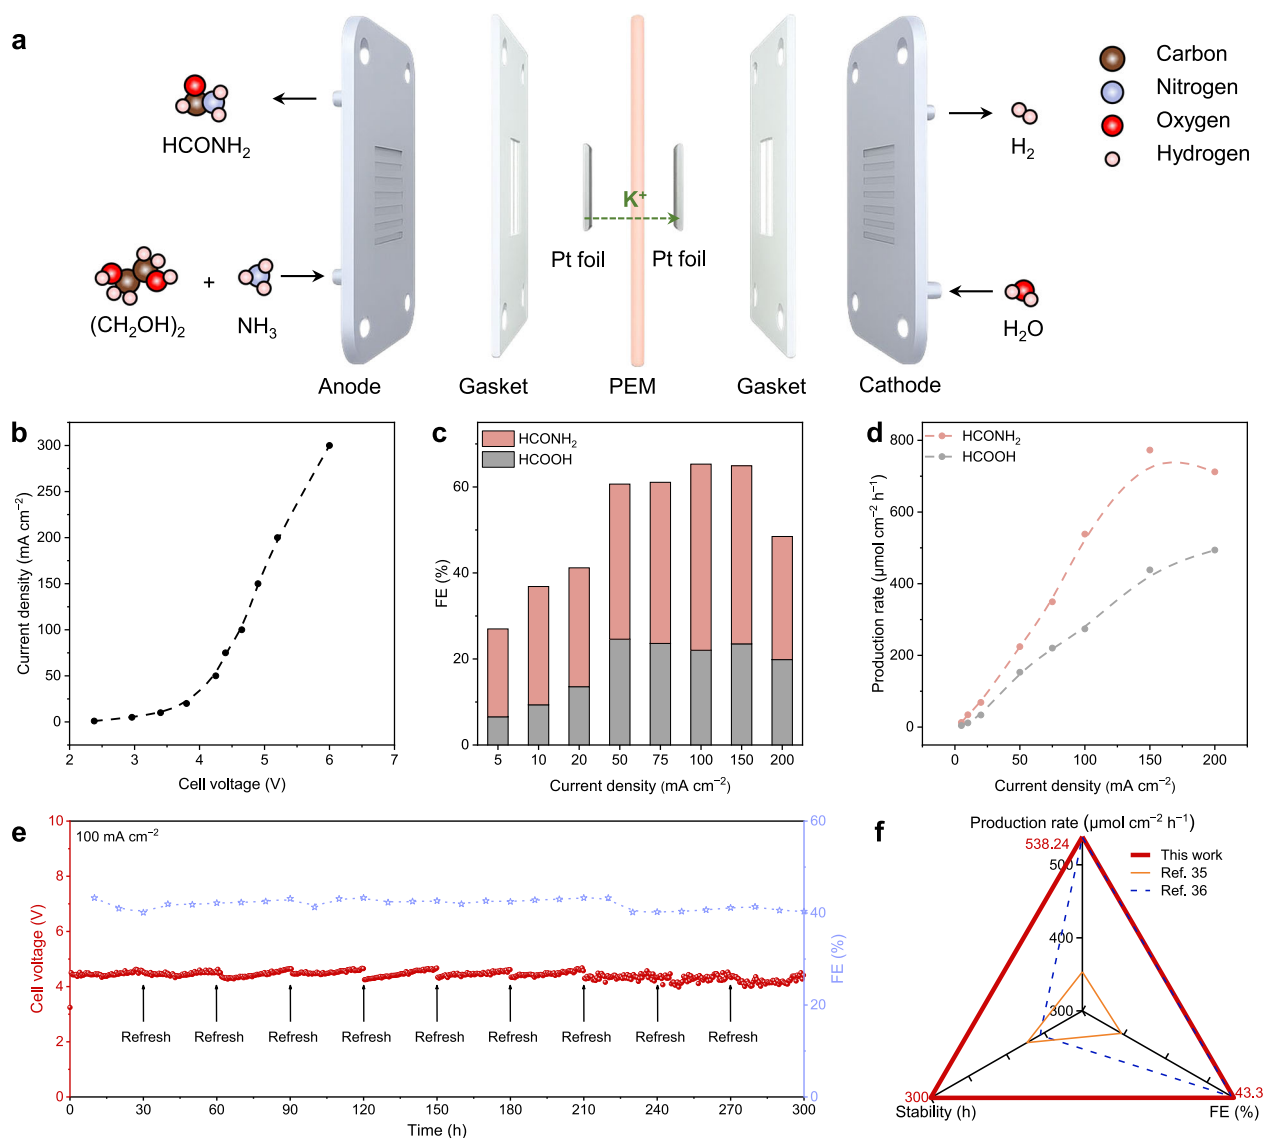 a
Carbon
Nitrogen
Oxygen
Hydrogen
HCONH₂
H₂
K⁺
Pt foil
Pt foil
(CH₂OH)₂
+
NH₃
H₂O
Anode
Gasket
PEM
Gasket
Cathode
b
Current density (mA cm⁻²)
300
250
200
150
100
50
0
2 3 4 5 6 7
Cell voltage (V)
c
HCONH₂
HCOOH
FE (%)
60
40
20
0
5 10 20 50 75 100 150 200
Current density (mA cm⁻²)
d
HCONH₂
HCOOH
Production rate (µmol cm⁻² h⁻¹)
800
600
400
200
0
0 50 100 150 200
Current density (mA cm⁻²)
e
100 mA cm⁻²
Cell voltage (V)
10
8
6
4
2
0
FE (%)
60
40
20
0
Refresh Refresh Refresh Refresh Refresh Refresh Refresh Refresh Refresh
0 30 60 90 120 150 180 210 240 270 300
Time (h)
f
Production rate (µmol cm⁻² h⁻¹)
538.24
500
400
300
This work
Ref. 35
Ref. 36
300
43.3
Stability (h)
FE (%)